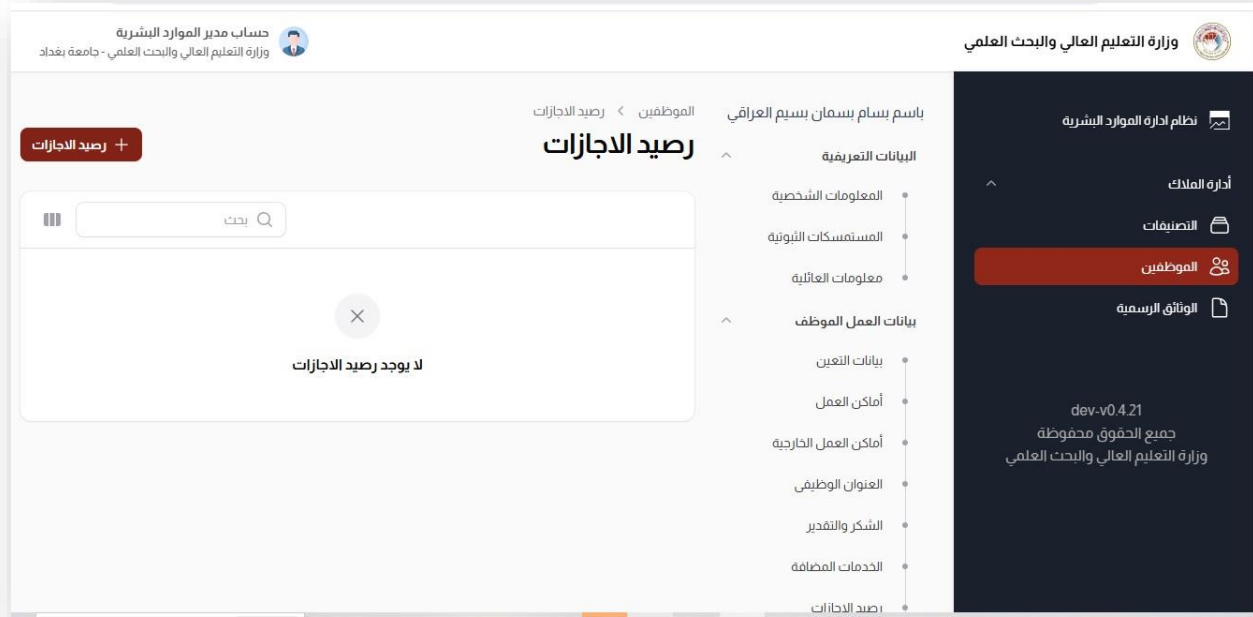 وزارة التعليم العالي والبحث العلمي
حساب مدير الموارد البشرية
وزارة التعليم العالي والبحث العلمي - جامعة بغداد
نظام ادارة الموارد البشرية
أدارة الملاك
التصنيفات
الموظفين
الوثائق الرسمية
dev-v0.4.21
جميع الحقوق محفوظة
وزارة التعليم العالي والبحث العلمي
باسم بسام بسمان بسيم العراقي
البيانات التعريفية
المعلومات الشخصية
المستمسكات الثبوتية
معلومات العائلية
بيانات العمل الموظف
بيانات التعين
أماكن العمل
أماكن العمل الخارجية
العنوان الوظيفي
الشكر والتقدير
الخدمات المضافة
رصيد الاجازات
الموظفين > رصيد الاجازات
رصيد الاجازات
+ رصيد الاجازات
بحث
لا يوجد رصيد الاجازات